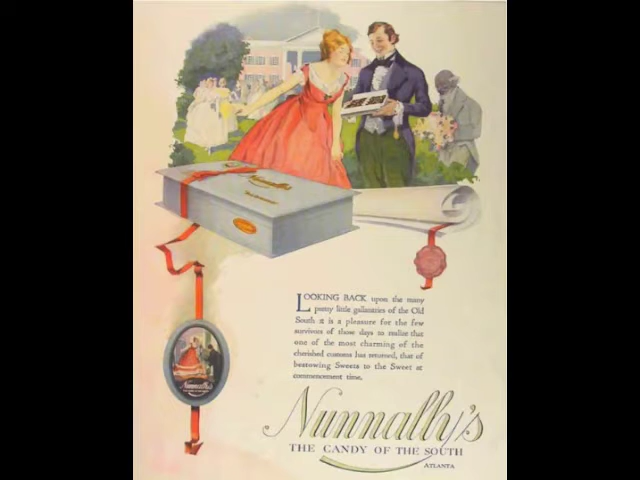 Nunnally's
LOOKING BACK upon the many
pretty little gallantries of the Old
South it is a pleasure for the few
survivors of those days to realize that
one of the most charming of the
cherished customs has returned, that of
bestowing Sweets to the Sweet at
commencement time.
Nunnally's
Nunnally's
THE CANDY OF THE SOUTH
ATLANTA